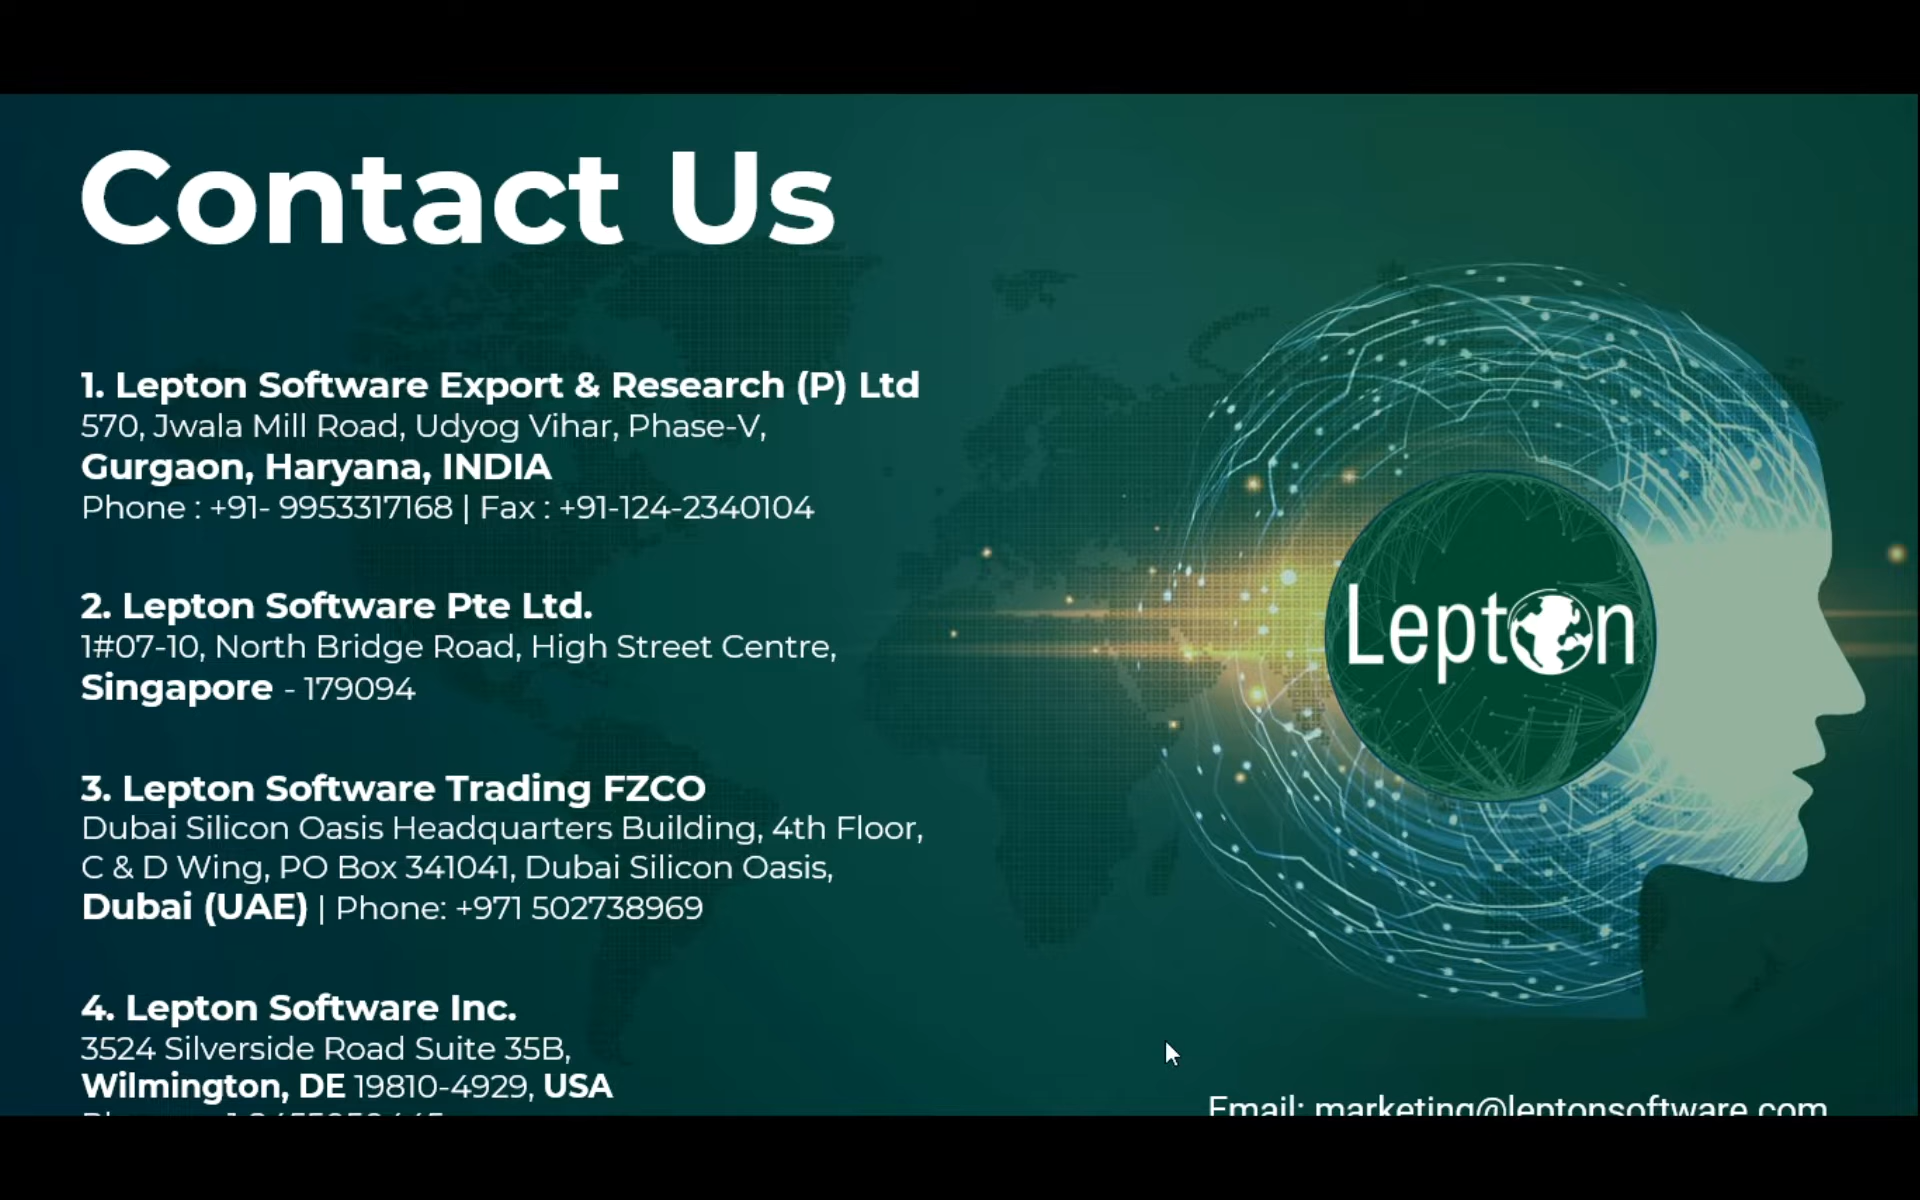 Contact Us
1. Lepton Software Export & Research (P) Ltd
570, Jwala Mill Road, Udyog Vihar, Phase-V,
Gurgaon, Haryana, INDIA
Phone : +91- 9953317168 | Fax : +91-124-2340104
2. Lepton Software Pte Ltd.
1#07-10, North Bridge Road, High Street Centre,
Singapore - 179094
3. Lepton Software Trading FZCO
Dubai Silicon Oasis Headquarters Building, 4th Floor,
C & D Wing, PO Box 341041, Dubai Silicon Oasis,
Dubai (UAE) | Phone: +971 502738969
4. Lepton Software Inc.
3524 Silverside Road Suite 35B,
Wilmington, DE 19810-4929, USA
Lepton
Email: marketing@leptonsoftware.com